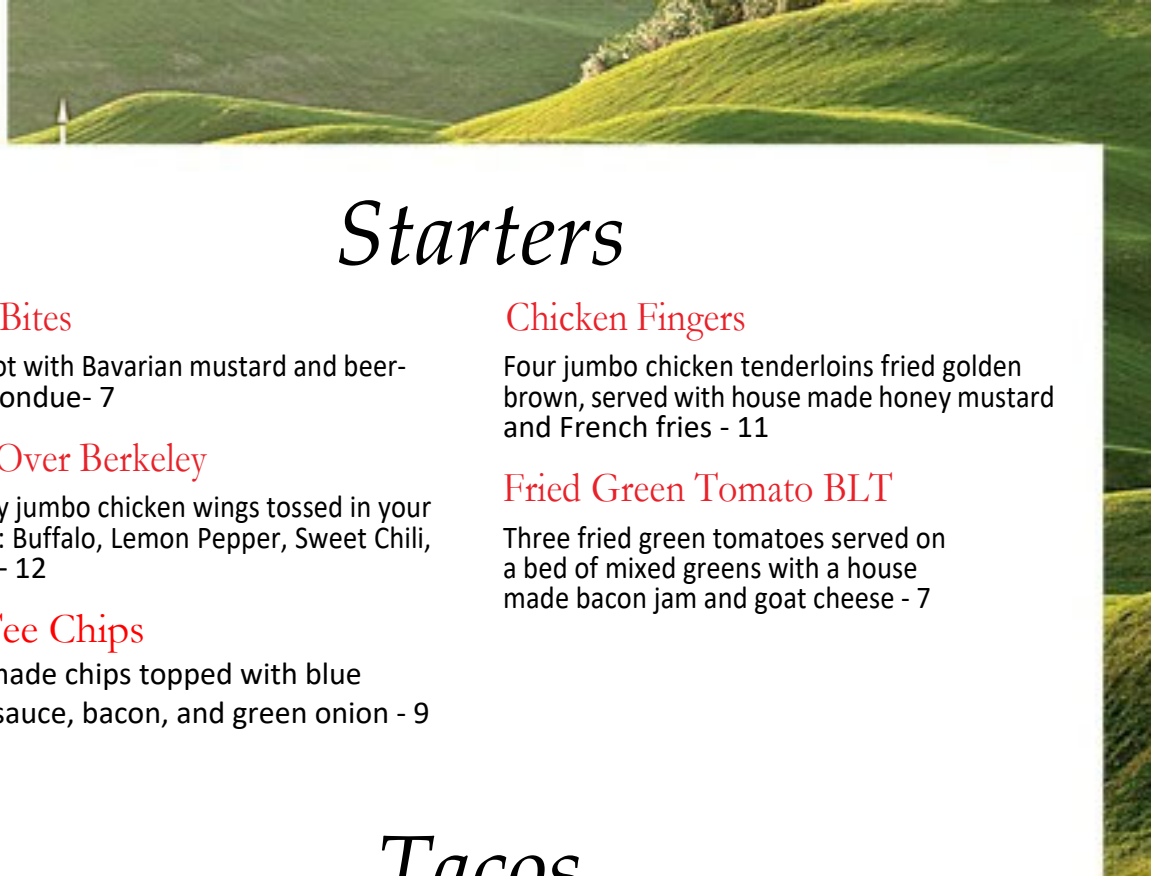 Starters
Bites
with Bavarian mustard and beer-
ondue- 7
Over Berkeley
y jumbo chicken wings tossed in your
: Buffalo, Lemon Pepper, Sweet Chili,
- 12
ee Chips
made chips topped with blue
sauce, bacon, and green onion - 9
Chicken Fingers
Four jumbo chicken tenderloins fried golden
brown, served with house made honey mustard
and French fries - 11
Fried Green Tomato BLT
Three fried green tomatoes served on
a bed of mixed greens with a house
made bacon jam and goat cheese - 7
Tacos